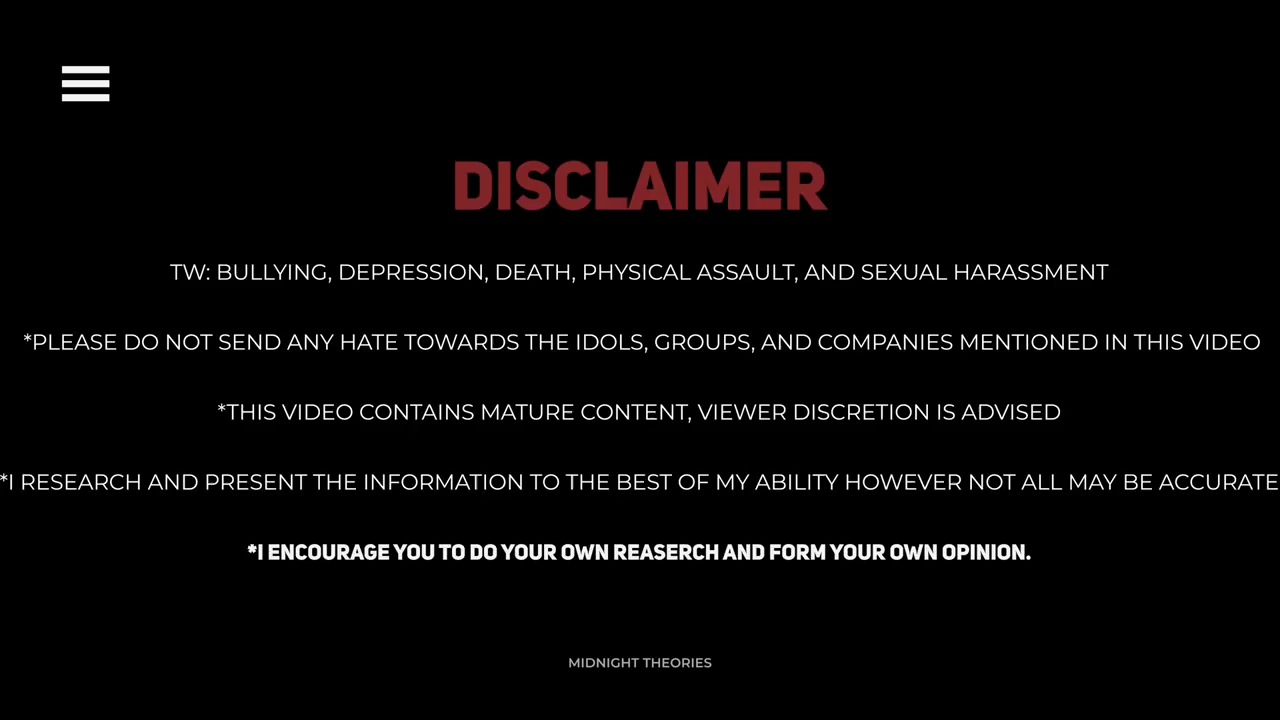 DISCLAIMER
TW: BULLYING, DEPRESSION, DEATH, PHYSICAL ASSAULT, AND SEXUAL HARASSMENT
*PLEASE DO NOT SEND ANY HATE TOWARDS THE IDOLS, GROUPS, AND COMPANIES MENTIONED IN THIS VIDEO
*THIS VIDEO CONTAINS MATURE CONTENT, VIEWER DISCRETION IS ADVISED
*I RESEARCH AND PRESENT THE INFORMATION TO THE BEST OF MY ABILITY HOWEVER NOT ALL MAY BE ACCURATE
*I ENCOURAGE YOU TO DO YOUR OWN REASERCH AND FORM YOUR OWN OPINION.
MIDNIGHT THEORIES